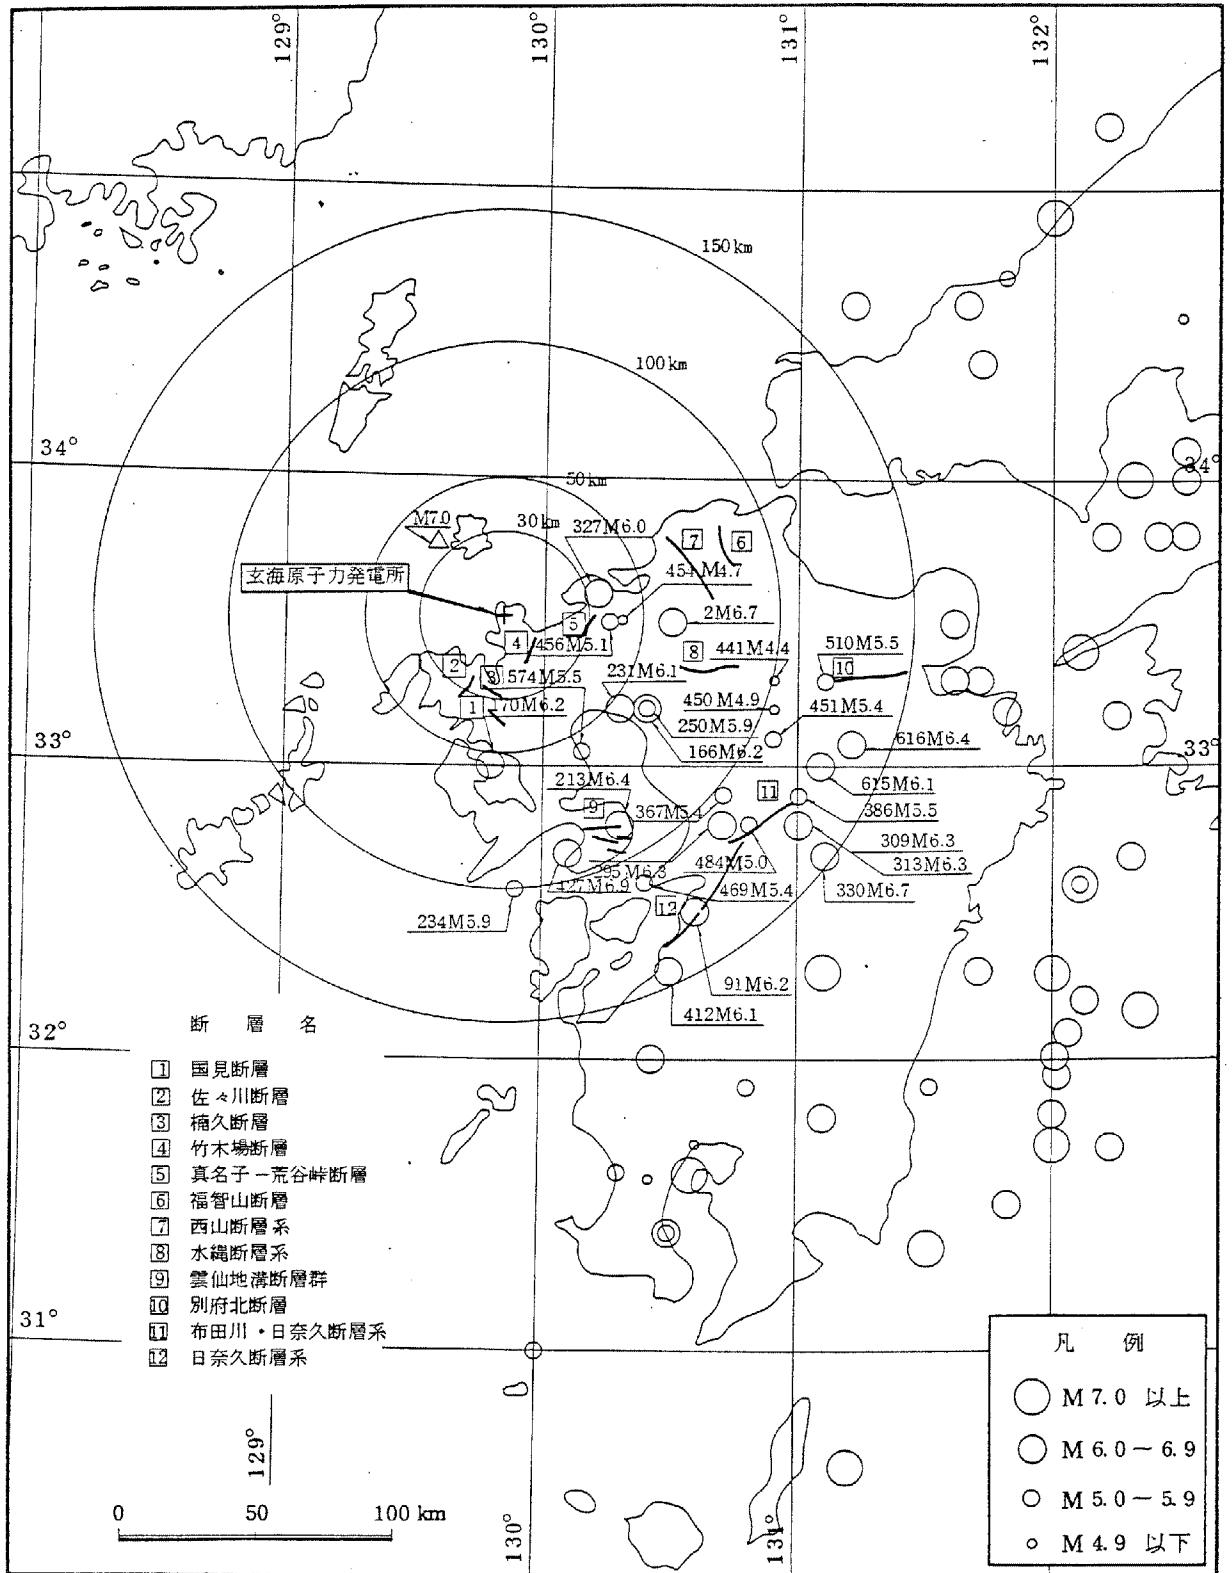 129°
130°
131°
132°
150km
100km
34°
34°
50km
M7.0
30km
327M6.0
7
6
玄海原子力発電所
454M4.7
2M6.7
5
4
456M5.1
8
441M4.4
510M5.5
10
2
3
574M5.5
231M6.1
1
170M6.2
450M4.9
451M5.4
250M5.9
166M6.2
616M6.4
33°
33°
213M6.4
615M6.1
9
367M5.4
11
386M5.5
309M6.3
313M6.3
395M6.3
484M5.0
427M6.9
469M5.4
330M6.7
234M5.9
12
91M6.2
412M6.1
32°
断層名
1 国見断層
2 佐々川断層
3 楠久断層
4 竹木場断層
5 真名子－荒谷峠断層
6 福智山断層
7 西山断層系
8 水縄断層系
9 雲仙地溝断層群
10 別府北断層
11 布田川・日奈久断層系
12 日奈久断層系
31°
凡例
M 7.0 以上
M 6.0－6.9
M 5.0－5.9
M 4.9 以下
129°
130°
131°
0 50 100 km